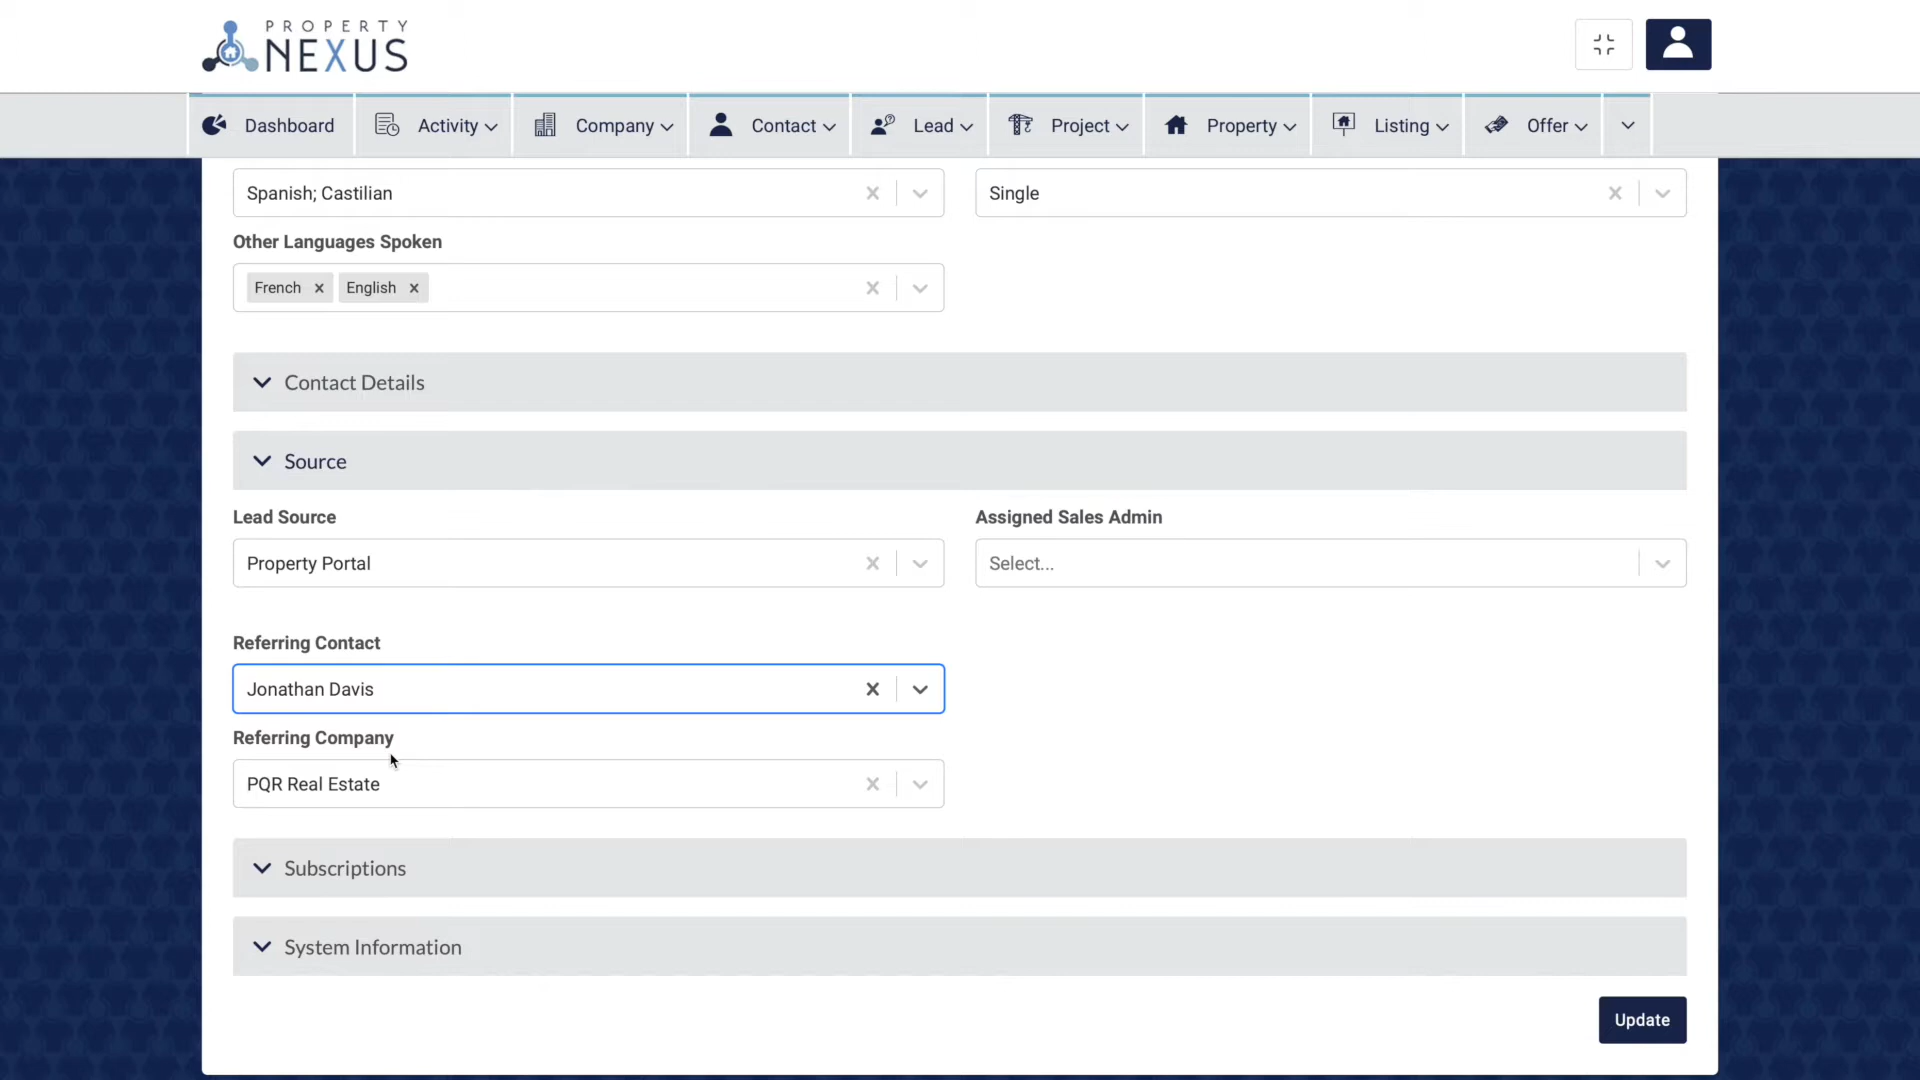 PROPERTY
NEXUS
Dashboard
Activity
Company
Contact
Lead
Project
Property
Listing
Offer
Spanish; Castilian
Single
Other Languages Spoken
French
English
Contact Details
Source
Lead Source
Assigned Sales Admin
Property Portal
Select...
Referring Contact
Jonathan Davis
Referring Company
PQR Real Estate
Subscriptions
System Information
Update